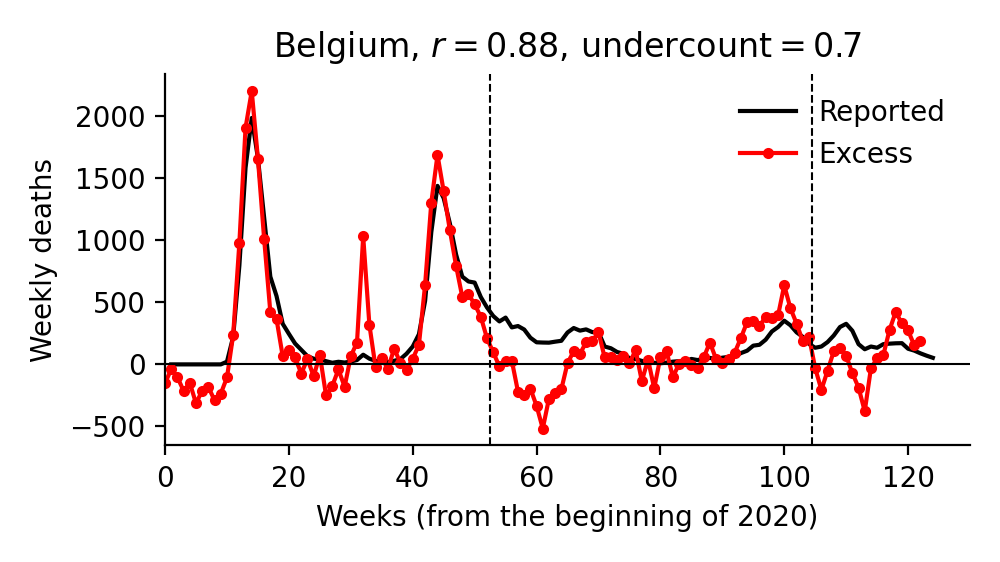 Belgium, r = 0.88, undercount = 0.7
Reported
Excess
Weekly deaths
2000
1500
1000
500
0
−500
0 20 40 60 80 100 120
Weeks (from the beginning of 2020)